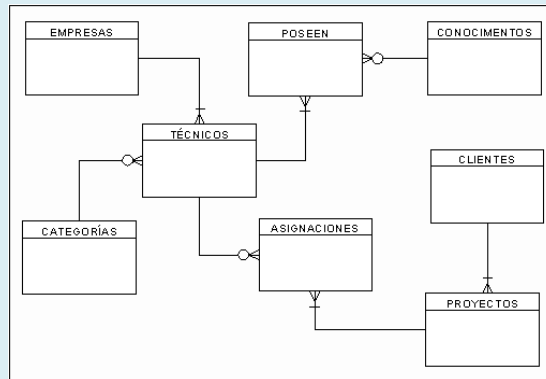 EMPRESAS
POSEEN
CONOCIMENTOS
TÉCNICOS
CLIENTES
CATEGORÍAS
ASIGNACIONES
PROYECTOS